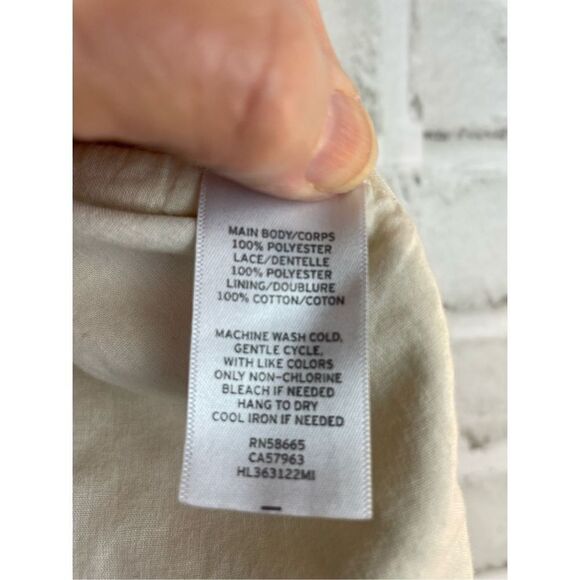 MAIN BODY/CORPS
100% POLYESTER
LACE/DENTELLE
100% POLYESTER
LINING/DOUBLURE
100% COTTON/COTON
MACHINE WASH COLD,
GENTLE CYCLE,
WITH LIKE COLORS
ONLY NON-CHLORINE
BLEACH IF NEEDED
HANG TO DRY
COOL IRON IF NEEDED
RN58665
CA57963
HL363122MI